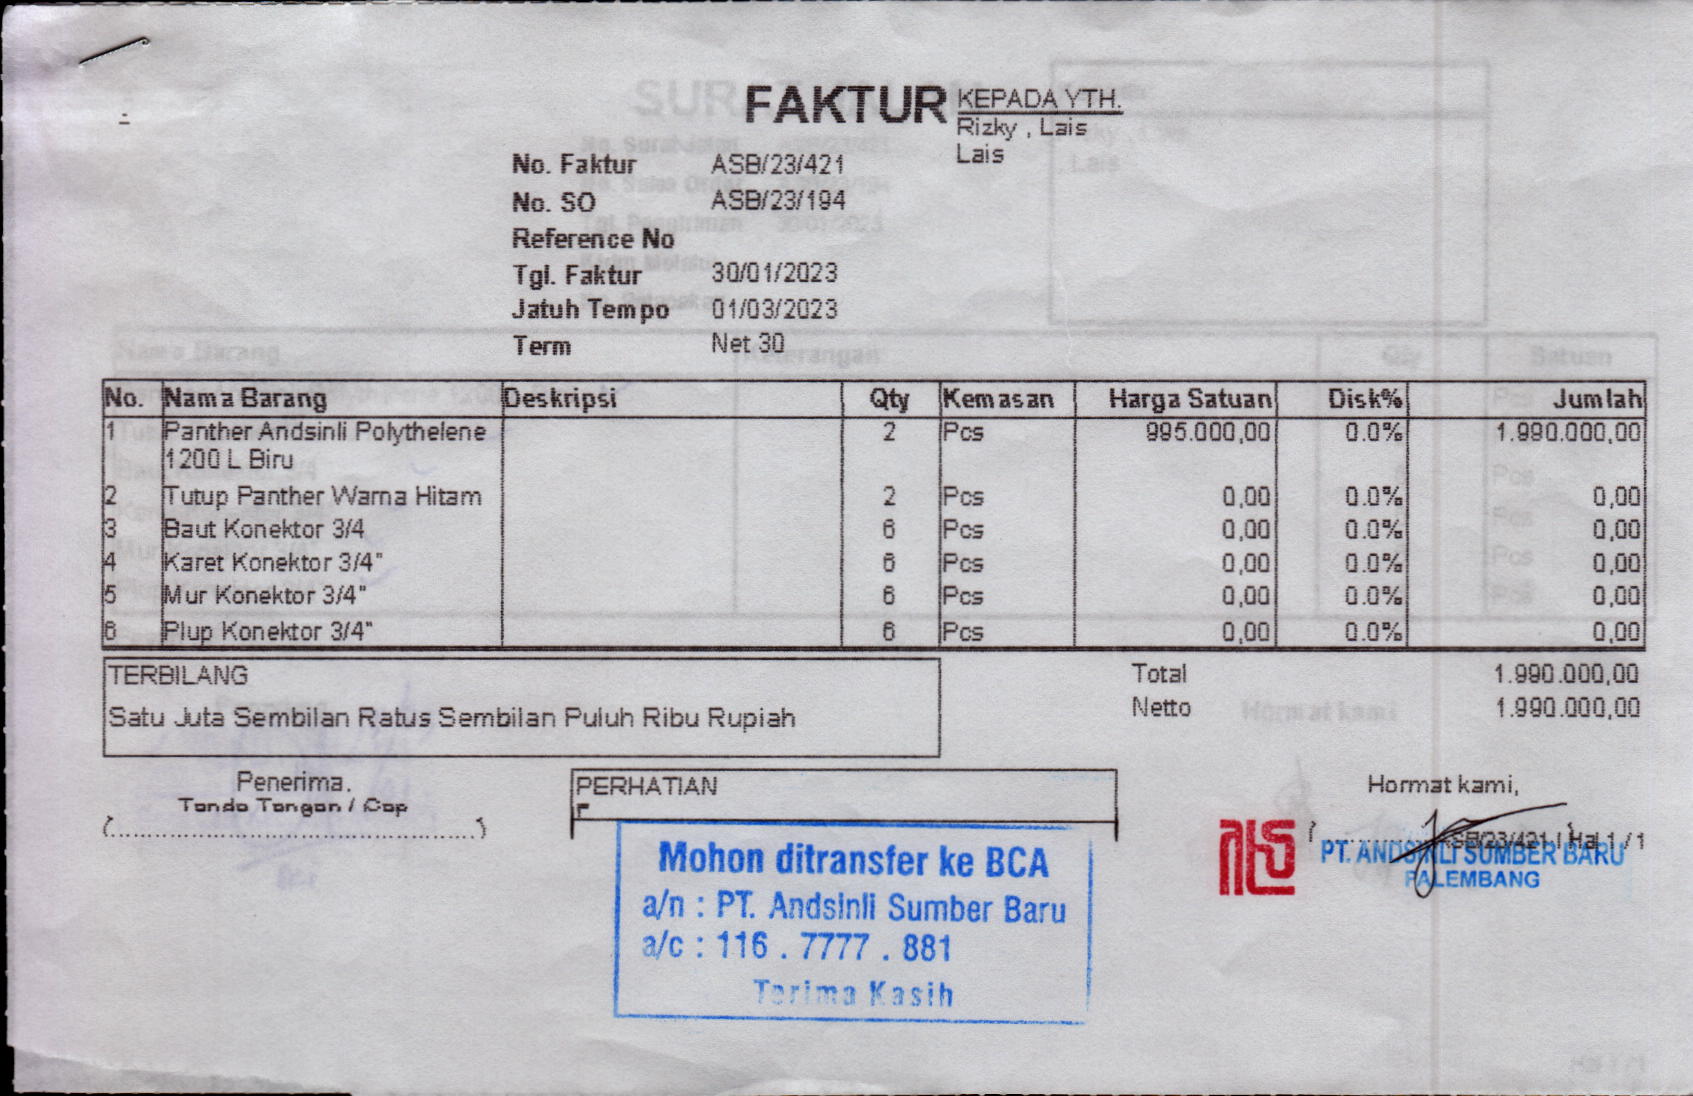 FAKTUR
KEPADA YTH.
Rizky , Lais
Lais
No. Faktur ASB/23/421
No. SO ASB/23/194
Reference No
Tgl. Faktur 30/01/2023
Jatuh Tempo 01/03/2023
Term Net 30
No. Nama Barang Deskripsi Qty Kemasan Harga Satuan Disk% Jumlah
1 Panther Andsinli Polythelene 2 Pcs 995.000,00 0.0% 1.990.000,00
1200 L Biru
2 Tutup Panther Warna Hitam 2 Pcs 0,00 0.0% 0,00
3 Baut Konektor 3/4 6 Pcs 0,00 0.0% 0,00
4 Karet Konektor 3/4" 6 Pcs 0,00 0.0% 0,00
5 Mur Konektor 3/4" 6 Pcs 0,00 0.0% 0,00
6 Plup Konektor 3/4" 6 Pcs 0,00 0.0% 0,00
TERBILANG
Satu Juta Sembilan Ratus Sembilan Puluh Ribu Rupiah
Total 1.990.000,00
Netto 1.990.000,00
Penerima.
Tanda Tangan / Cap
PERHATIAN
Hormat kami,
ASB/23/421 / Hal 1 / 1
PT. ANDSINLI SUMBER BARU
PALEMBANG
Mohon ditransfer ke BCA
a/n : PT. Andsinli Sumber Baru
a/c : 116 . 7777 . 881
Terima Kasih